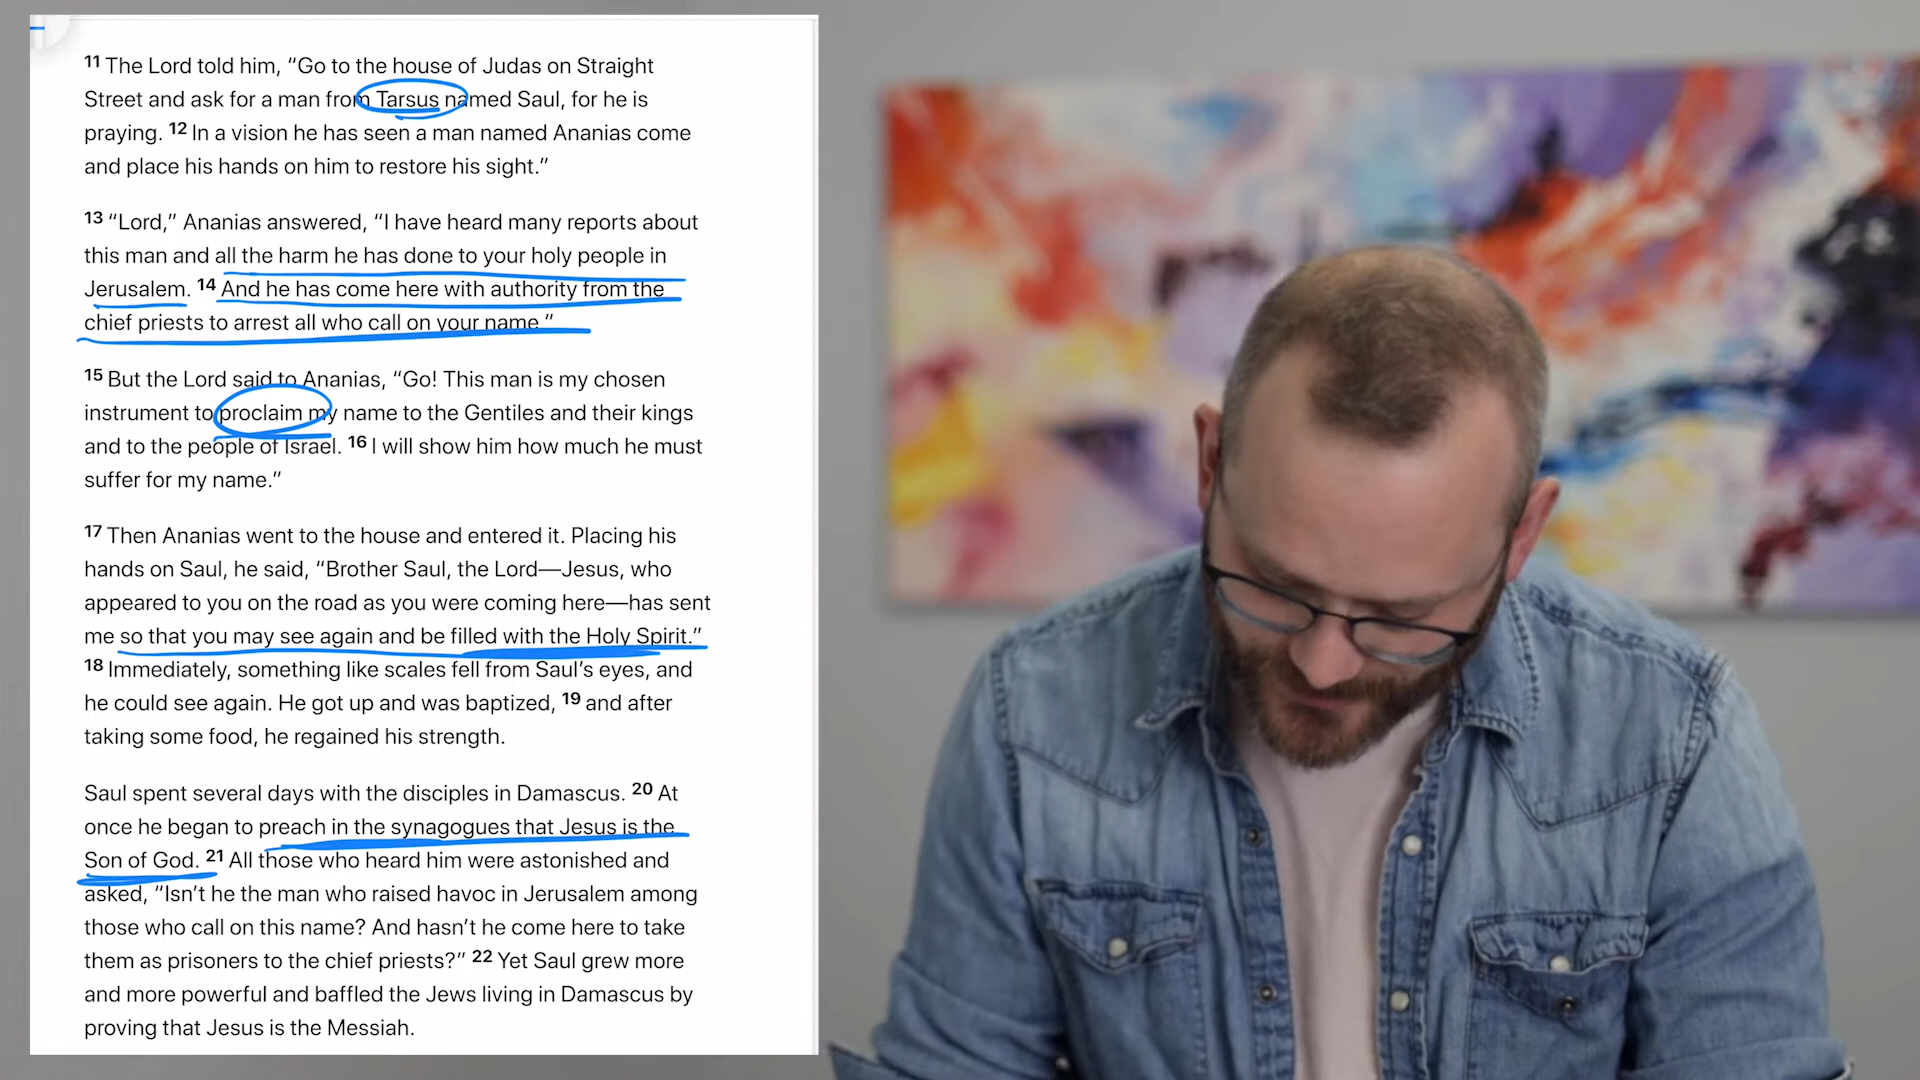 11 The Lord told him, “Go to the house of Judas on Straight
Street and ask for a man from Tarsus named Saul, for he is
praying. 12 In a vision he has seen a man named Ananias come
and place his hands on him to restore his sight.”
13 “Lord,” Ananias answered, “I have heard many reports about
this man and all the harm he has done to your holy people in
Jerusalem. 14 And he has come here with authority from the
chief priests to arrest all who call on your name.”
15 But the Lord said to Ananias, “Go! This man is my chosen
instrument to proclaim my name to the Gentiles and their kings
and to the people of Israel. 16 I will show him how much he must
suffer for my name.”
17 Then Ananias went to the house and entered it. Placing his
hands on Saul, he said, “Brother Saul, the Lord—Jesus, who
appeared to you on the road as you were coming here—has sent
me so that you may see again and be filled with the Holy Spirit.”
18 Immediately, something like scales fell from Saul’s eyes, and
he could see again. He got up and was baptized, 19 and after
taking some food, he regained his strength.
Saul spent several days with the disciples in Damascus. 20 At
once he began to preach in the synagogues that Jesus is the
Son of God. 21 All those who heard him were astonished and
asked, “Isn’t he the man who raised havoc in Jerusalem among
those who call on this name? And hasn’t he come here to take
them as prisoners to the chief priests?” 22 Yet Saul grew more
and more powerful and baffled the Jews living in Damascus by
proving that Jesus is the Messiah.